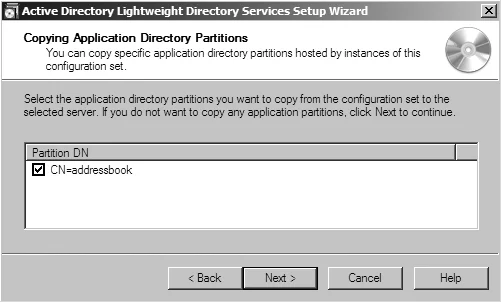 Active Directory Lightweight Directory Services Setup Wizard
Copying Application Directory Partitions
You can copy specific application directory partitions hosted by instances of this
configuration set.
Select the application directory partitions you want to copy from the configuration set to the
selected server. If you do not want to copy any application partitions, click Next to continue.
Partition DN
CN=addressbook
< Back
Next >
Cancel
Help